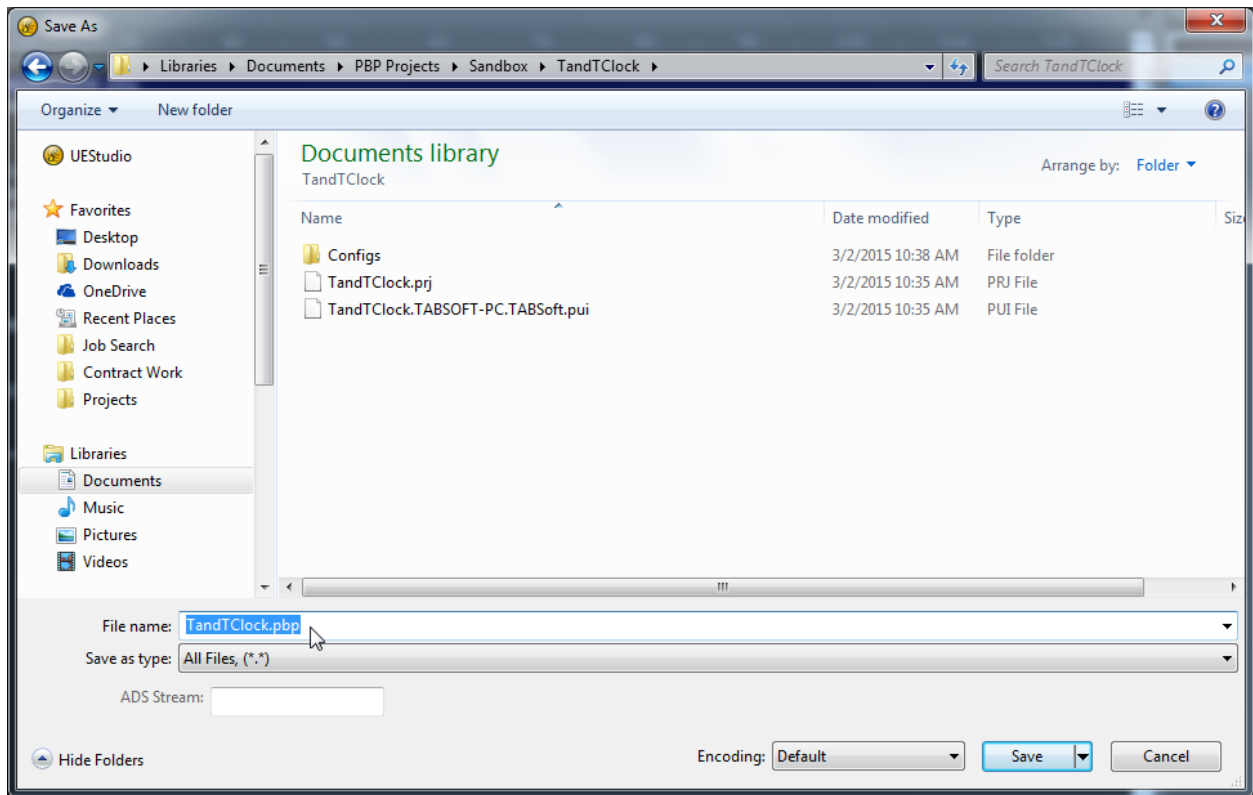 Save As
Libraries Documents PBP Projects Sandbox TandTClock
Search TandTClock
Organize New folder
UEStudio
Favorites
Desktop
Downloads
OneDrive
Recent Places
Job Search
Contract Work
Projects
Libraries
Documents
Music
Pictures
Videos
Documents library
TandTClock
Arrange by: Folder
Name Date modified Type Size
Configs 3/2/2015 10:38 AM File folder
TandTClock.prj 3/2/2015 10:35 AM PRJ File
TandTClock.TABSOFT-PC.TABSoft.pui 3/2/2015 10:35 AM PUI File
File name: TandTClock.pbp
Save as type: All Files, (*.*)
ADS Stream:
Hide Folders
Encoding: Default
Save
Cancel